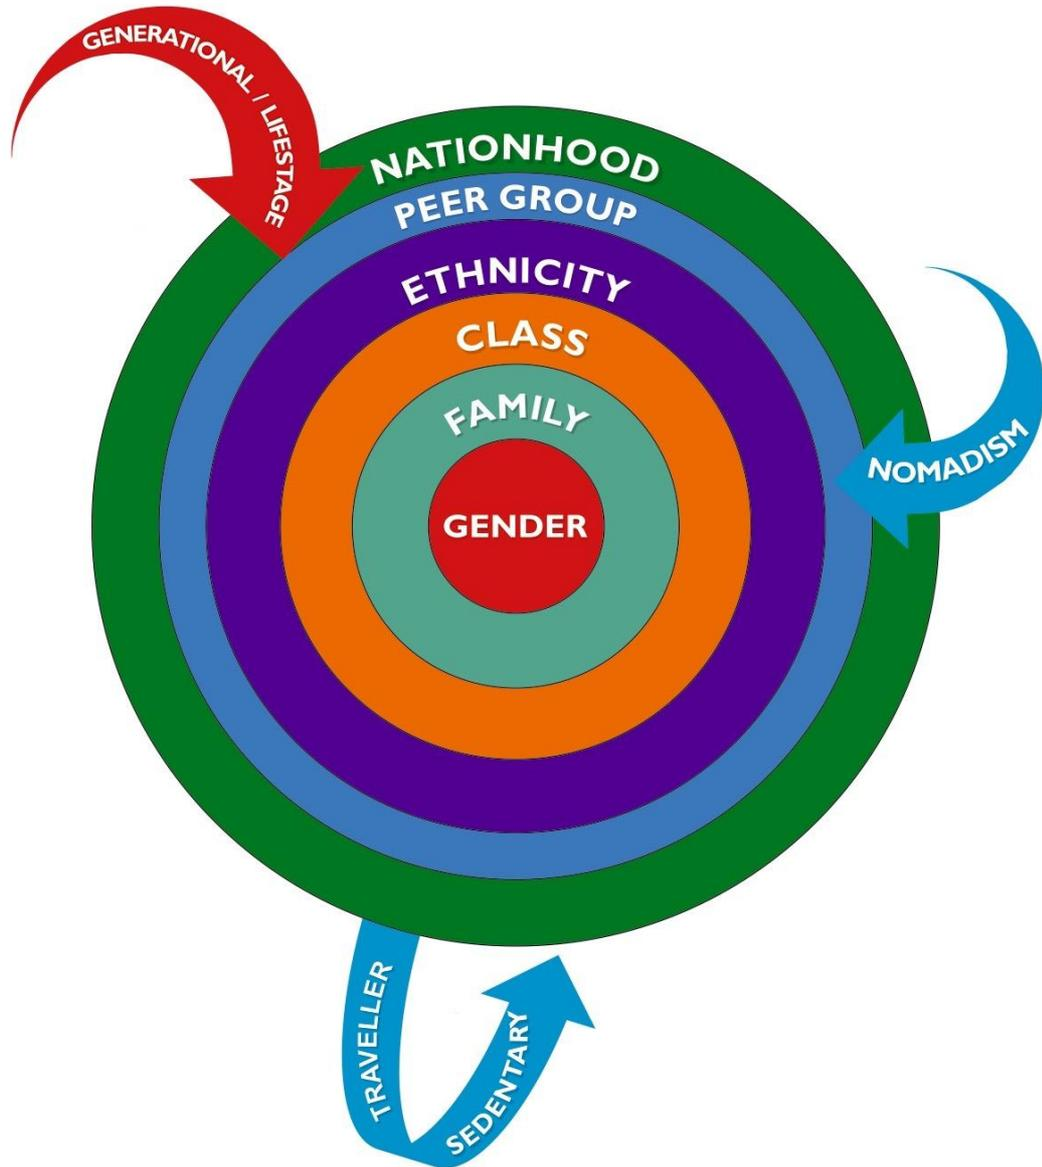 GENERATIONAL / LIFESTAGE
NATIONHOOD
PEER GROUP
ETHNICITY
CLASS
FAMILY
GENDER
NOMADISM
TRAVELLER
SEDENTARY